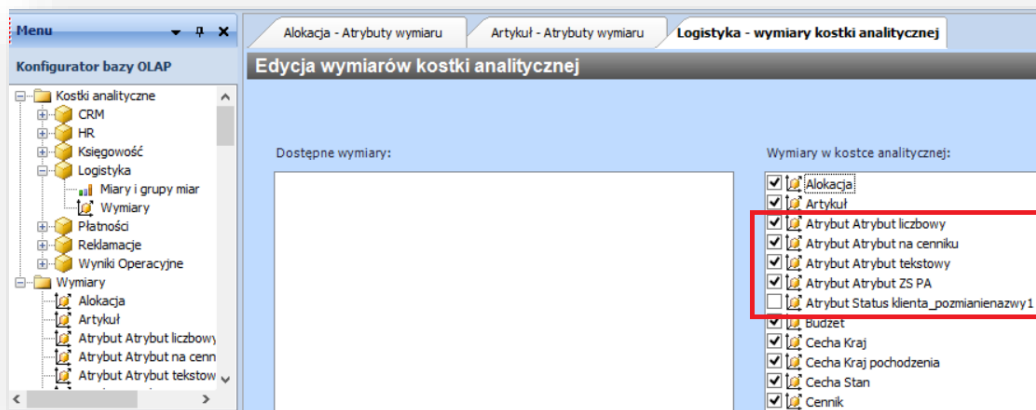 Menu
Konfigurator bazy OLAP
Kostki analityczne
CRM
HR
Księgowość
Logistyka
Miary i grupy miar
Wymiary
Płatności
Reklamacje
Wyniki Operacyjne
Wymiary
Alokacja
Artykuł
Atrybut Atrybut liczbowy
Atrybut Atrybut na cenn
Atrybut Atrybut tekstow
Alokacja - Atrybuty wymiaru
Artykuł - Atrybuty wymiaru
Logistyka - wymiary kostki analitycznej
Edycja wymiarów kostki analitycznej
Dostępne wymiary:
Wymiary w kostce analitycznej:
Alokacja
Artykuł
Atrybut Atrybut liczbowy
Atrybut Atrybut na cenniku
Atrybut Atrybut tekstowy
Atrybut Atrybut ZS PA
Atrybut Status klienta_pozmianienazwy1
Budżet
Cecha Kraj
Cecha Kraj pochodzenia
Cecha Stan
Cennik